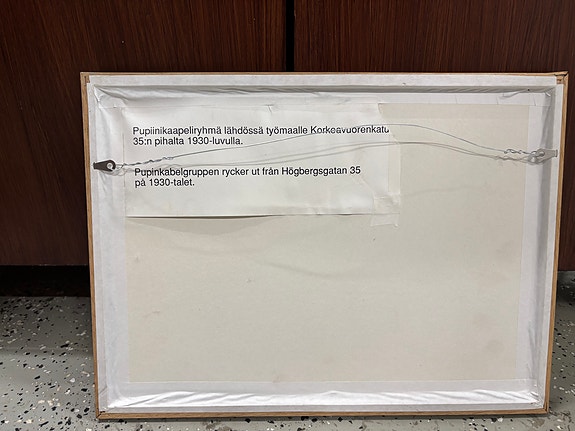 Pupiinikaapeliryhmä lähdössä työmaalle Korkeavuorenkatu
35:n pihalta 1930-luvulla.
Pupinkabelgruppen rycker ut från Högbergsgatan 35
på 1930-talet.